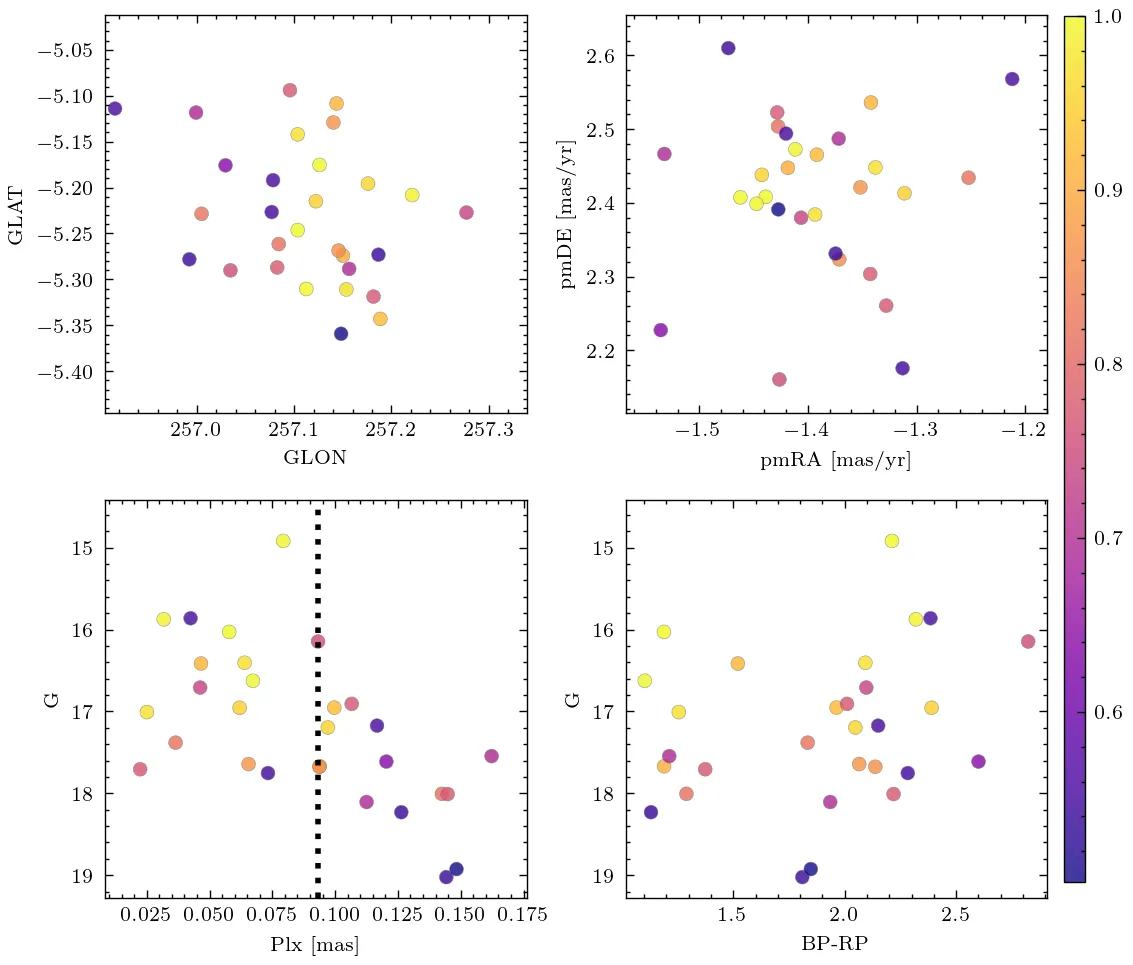 −5.05
−5.10
−5.15
−5.20
−5.25
−5.30
−5.35
−5.40
GLAT
257.0 257.1 257.2 257.3
GLON
2.6
2.5
2.4
2.3
2.2
pmDE [mas/yr]
−1.5 −1.4 −1.3 −1.2
pmRA [mas/yr]
1.0
0.9
0.8
0.7
0.6
15
16
17
18
19
G
0.025 0.050 0.075 0.100 0.125 0.150 0.175
Plx [mas]
15
16
17
18
19
G
1.5 2.0 2.5
BP-RP